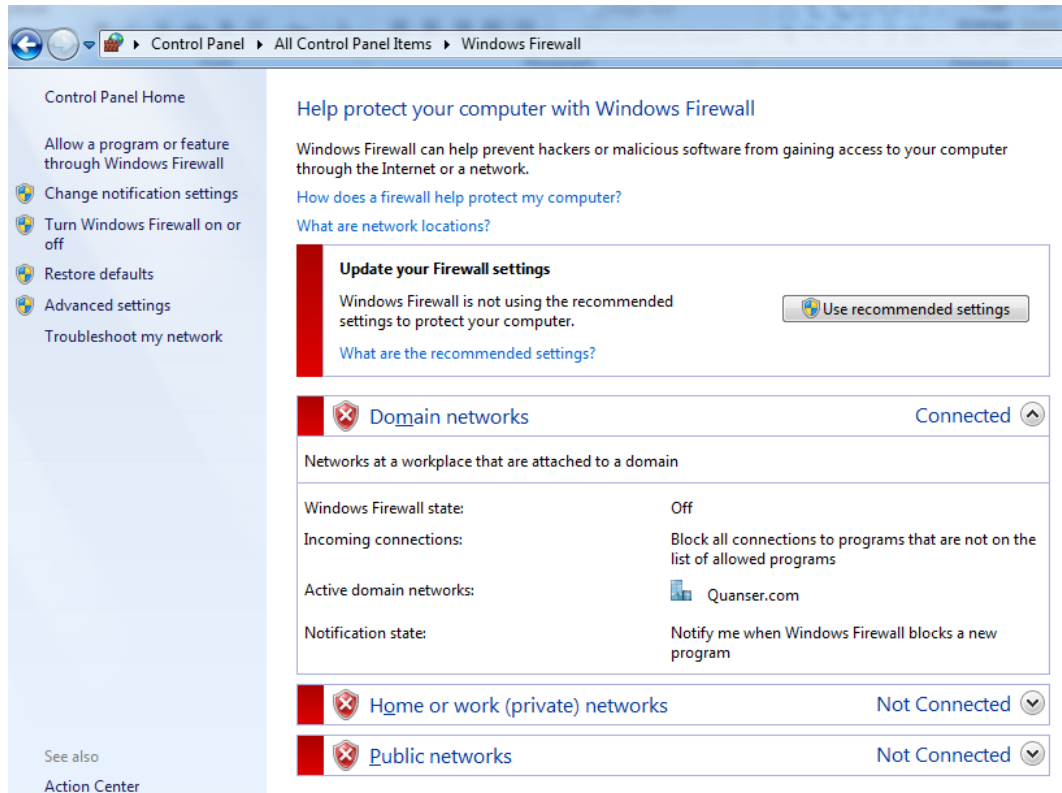 Control Panel ▸ All Control Panel Items ▸ Windows Firewall
Control Panel Home
Allow a program or feature
through Windows Firewall
Change notification settings
Turn Windows Firewall on or
off
Restore defaults
Advanced settings
Troubleshoot my network
See also
Action Center
Help protect your computer with Windows Firewall
Windows Firewall can help prevent hackers or malicious software from gaining access to your computer
through the Internet or a network.
How does a firewall help protect my computer?
What are network locations?
Update your Firewall settings
Windows Firewall is not using the recommended
settings to protect your computer.
Use recommended settings
What are the recommended settings?
Domain networks Connected
Networks at a workplace that are attached to a domain
Windows Firewall state: Off
Incoming connections: Block all connections to programs that are not on the
list of allowed programs
Active domain networks: Quanser.com
Notification state: Notify me when Windows Firewall blocks a new
program
Home or work (private) networks Not Connected
Public networks Not Connected